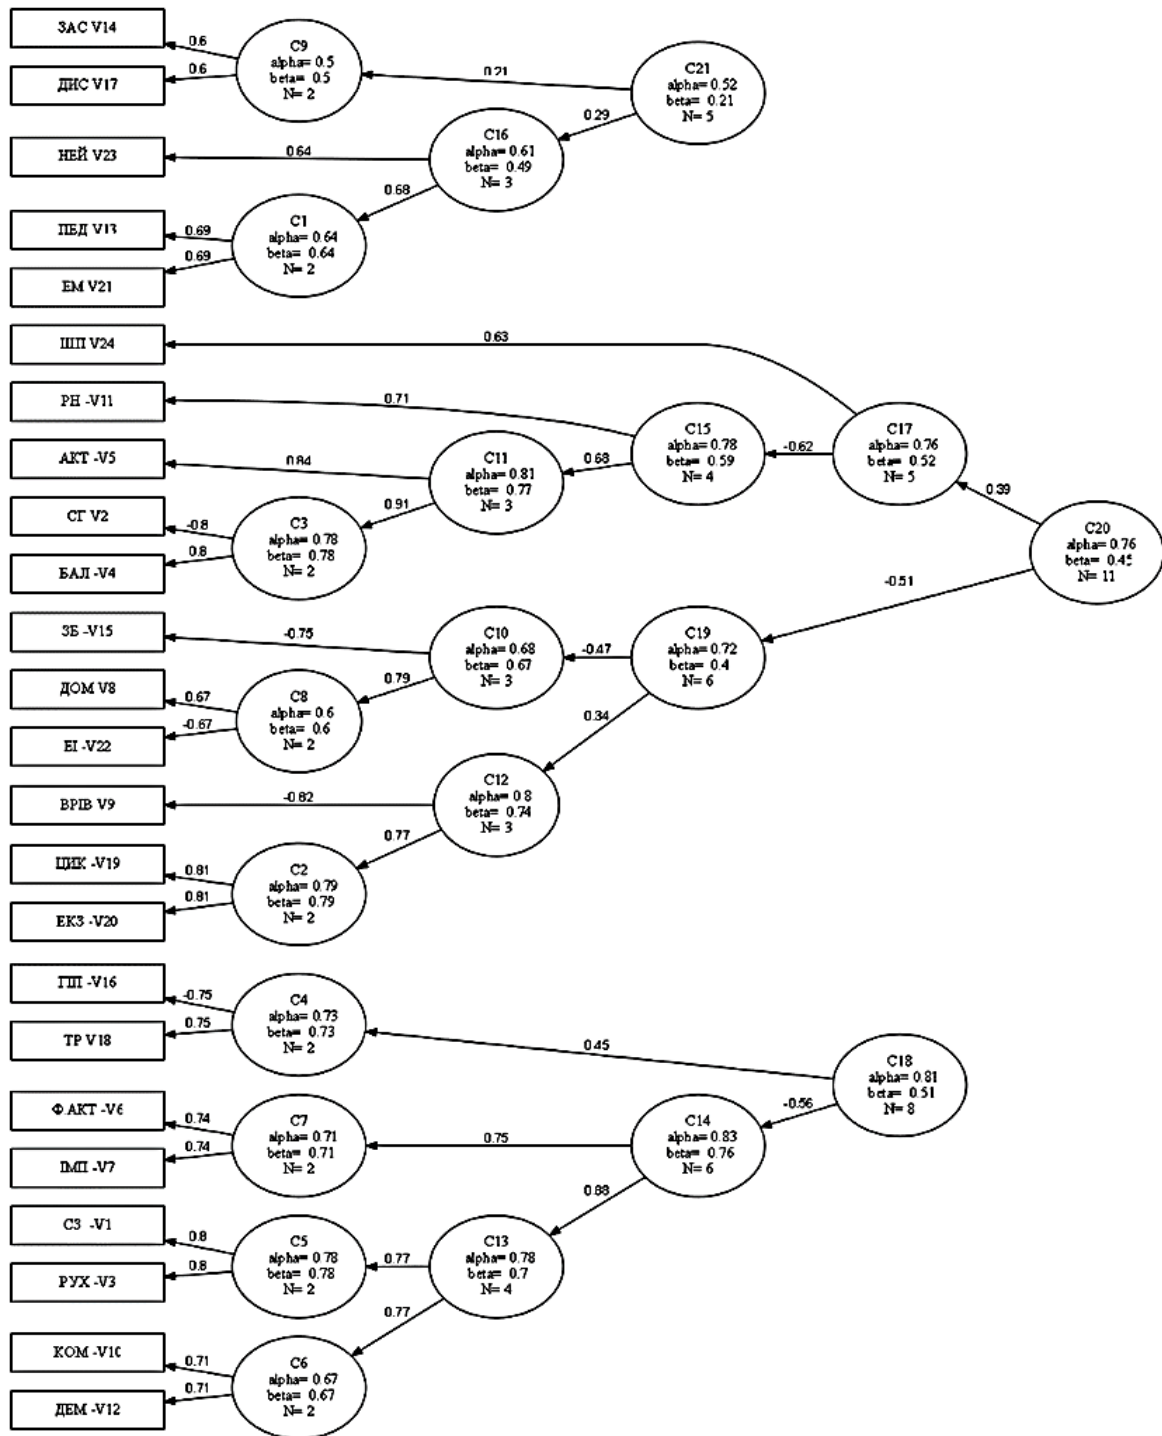 ЗАС V14
ДИС V17
НЕЙ V23
ПЕД V13
ЕМ V21
ШП V24
РН -V11
АКТ -V5
СГ V2
БАЛ -V4
ЗБ -V15
ДОМ V8
ЕІ -V22
ВРІВ V9
ЦИК -V19
ЕКЗ -V20
ГПП -V16
ТР V18
Ф.АКТ -V6
ІМП -V7
СЗ -V1
РУХ -V3
КОМ -V10
ДЕМ -V12
0.6
0.6
C9
alpha= 0.5
beta= 0.5
N= 2
0.21
C21
alpha= 0.52
beta= 0.21
N= 5
0.29
C16
alpha= 0.61
beta= 0.49
N= 3
0.64
0.68
C1
alpha= 0.64
beta= 0.64
N= 2
0.69
0.69
0.63
0.71
C15
alpha= 0.78
beta= 0.59
N= 4
-0.62
C17
alpha= 0.76
beta= 0.52
N= 5
0.39
C20
alpha= 0.76
beta= 0.45
N= 11
0.84
C11
alpha= 0.81
beta= 0.77
N= 3
0.68
0.91
C3
alpha= 0.78
beta= 0.78
N= 2
-0.8
0.8
-0.51
-0.75
C10
alpha= 0.68
beta= 0.67
N= 3
-0.47
C19
alpha= 0.72
beta= 0.4
N= 6
0.79
C8
alpha= 0.6
beta= 0.6
N= 2
0.67
-0.67
0.34
C12
alpha= 0.8
beta= 0.74
N= 3
-0.82
0.77
C2
alpha= 0.79
beta= 0.79
N= 2
0.81
0.81
-0.75
0.75
C4
alpha= 0.73
beta= 0.73
N= 2
0.45
C18
alpha= 0.81
beta= 0.51
N= 8
-0.56
C14
alpha= 0.83
beta= 0.76
N= 6
0.74
0.74
C7
alpha= 0.71
beta= 0.71
N= 2
0.75
0.88
C13
alpha= 0.78
beta= 0.7
N= 4
0.8
0.8
C5
alpha= 0.78
beta= 0.78
N= 2
0.77
0.77
C6
alpha= 0.67
beta= 0.67
N= 2
0.71
0.71